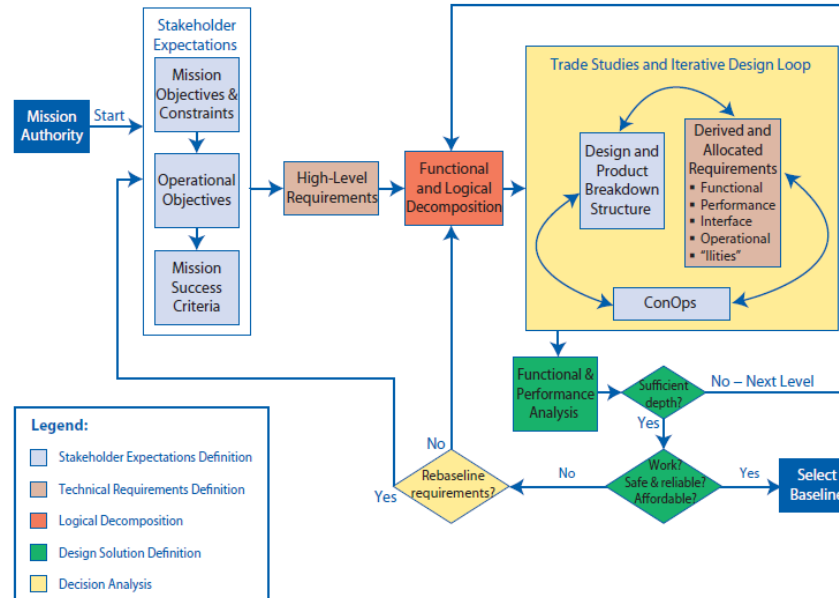 Stakeholder
Expectations
Mission
Objectives &
Constraints
Mission
Authority
Start
Operational
Objectives
Mission
Success
Criteria
High-Level
Requirements
Functional
and Logical
Decomposition
Trade Studies and Iterative Design Loop
Design and
Product
Breakdown
Structure
Derived and
Allocated
Requirements
▪ Functional
▪ Performance
▪ Interface
▪ Operational
▪ “Ilities”
ConOps
Functional &
Performance
Analysis
Sufficient
depth?
No – Next Level
Yes
Work?
Safe & reliable?
Affordable?
Yes
Select
Baseline
No
Rebaseline
requirements?
No
Yes
Legend:
Stakeholder Expectations Definition
Technical Requirements Definition
Logical Decomposition
Design Solution Definition
Decision Analysis